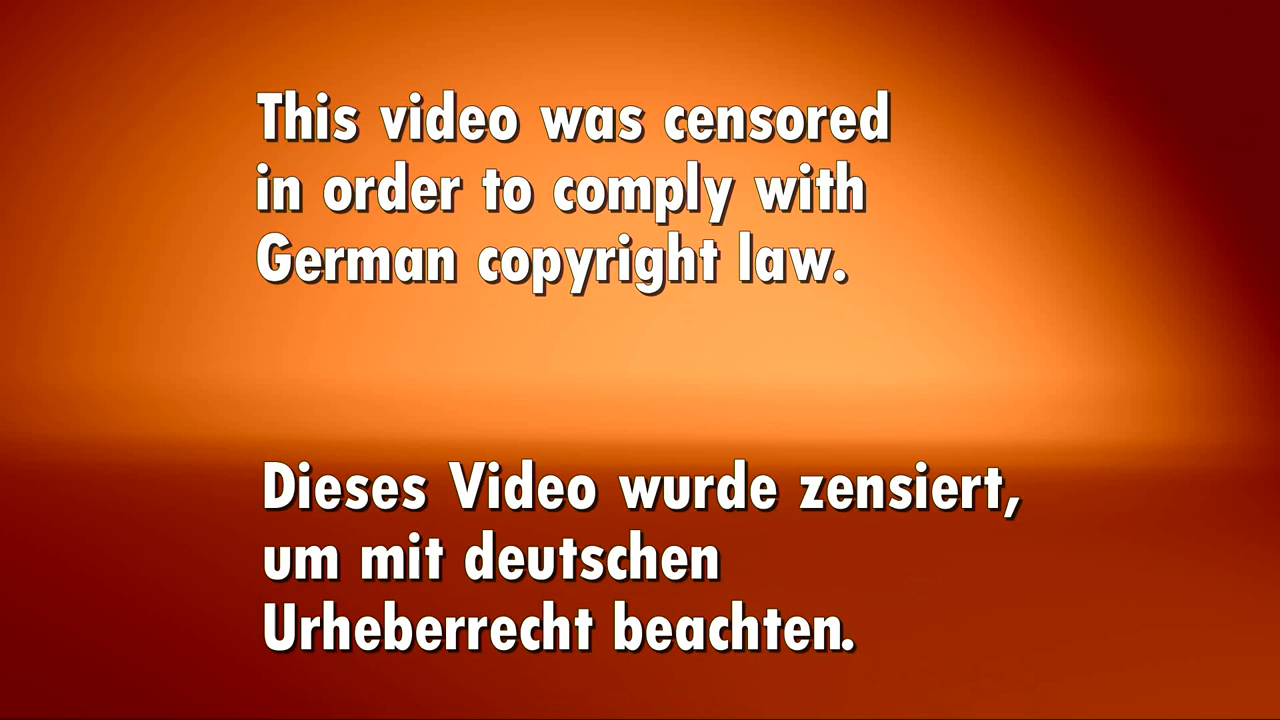 This video was censored
in order to comply with
German copyright law.
Dieses Video wurde zensiert,
um mit deutschen
Urheberrecht beachten.